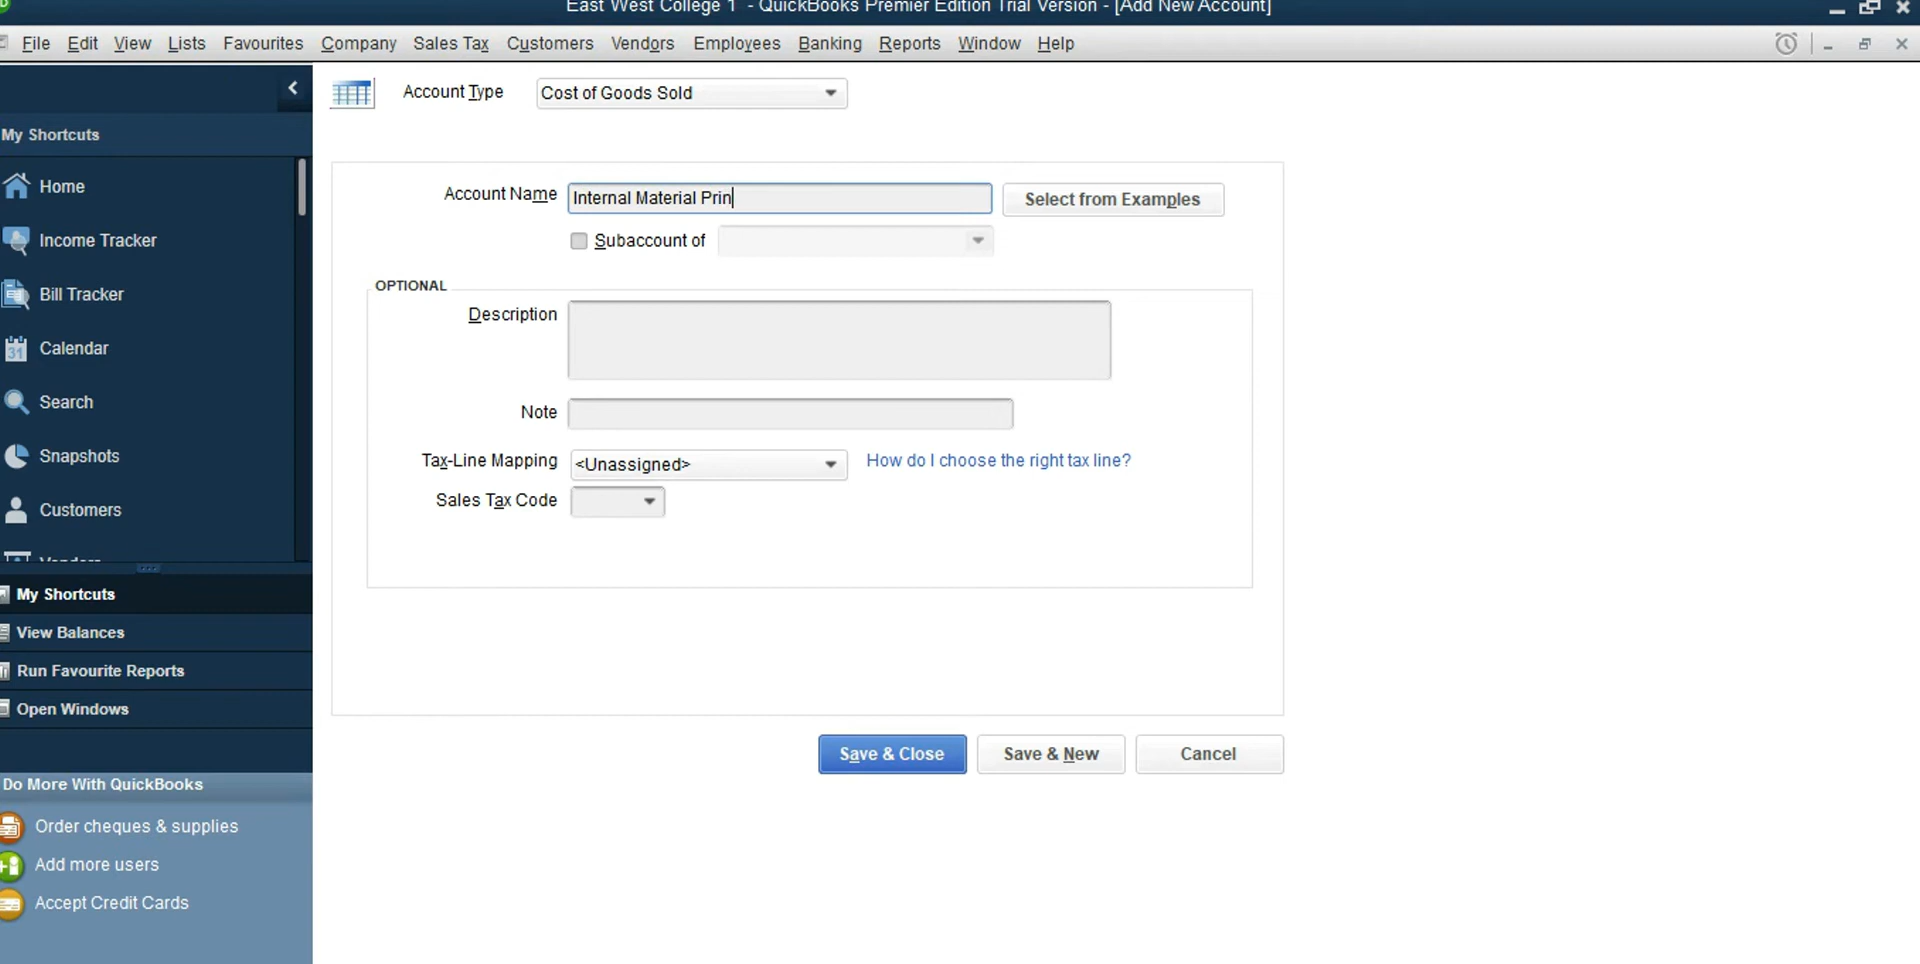 East West College 1 - QuickBooks Premier Edition Trial Version - [Add New Account]
File Edit View Lists Favourites Company Sales Tax Customers Vendors Employees Banking Reports Window Help
Account Type Cost of Goods Sold
My Shortcuts
Account Name Internal Material Prin Select from Examples
Home
Subaccount of
Income Tracker
OPTIONAL
Bill Tracker
Description
Calendar
Search
Note
Snapshots
Tax-Line Mapping <Unassigned> How do I choose the right tax line?
Sales Tax Code
Customers
Vendors
My Shortcuts
View Balances
Run Favourite Reports
Open Windows
Save & Close Save & New Cancel
Do More With QuickBooks
Order cheques & supplies
Add more users
Accept Credit Cards